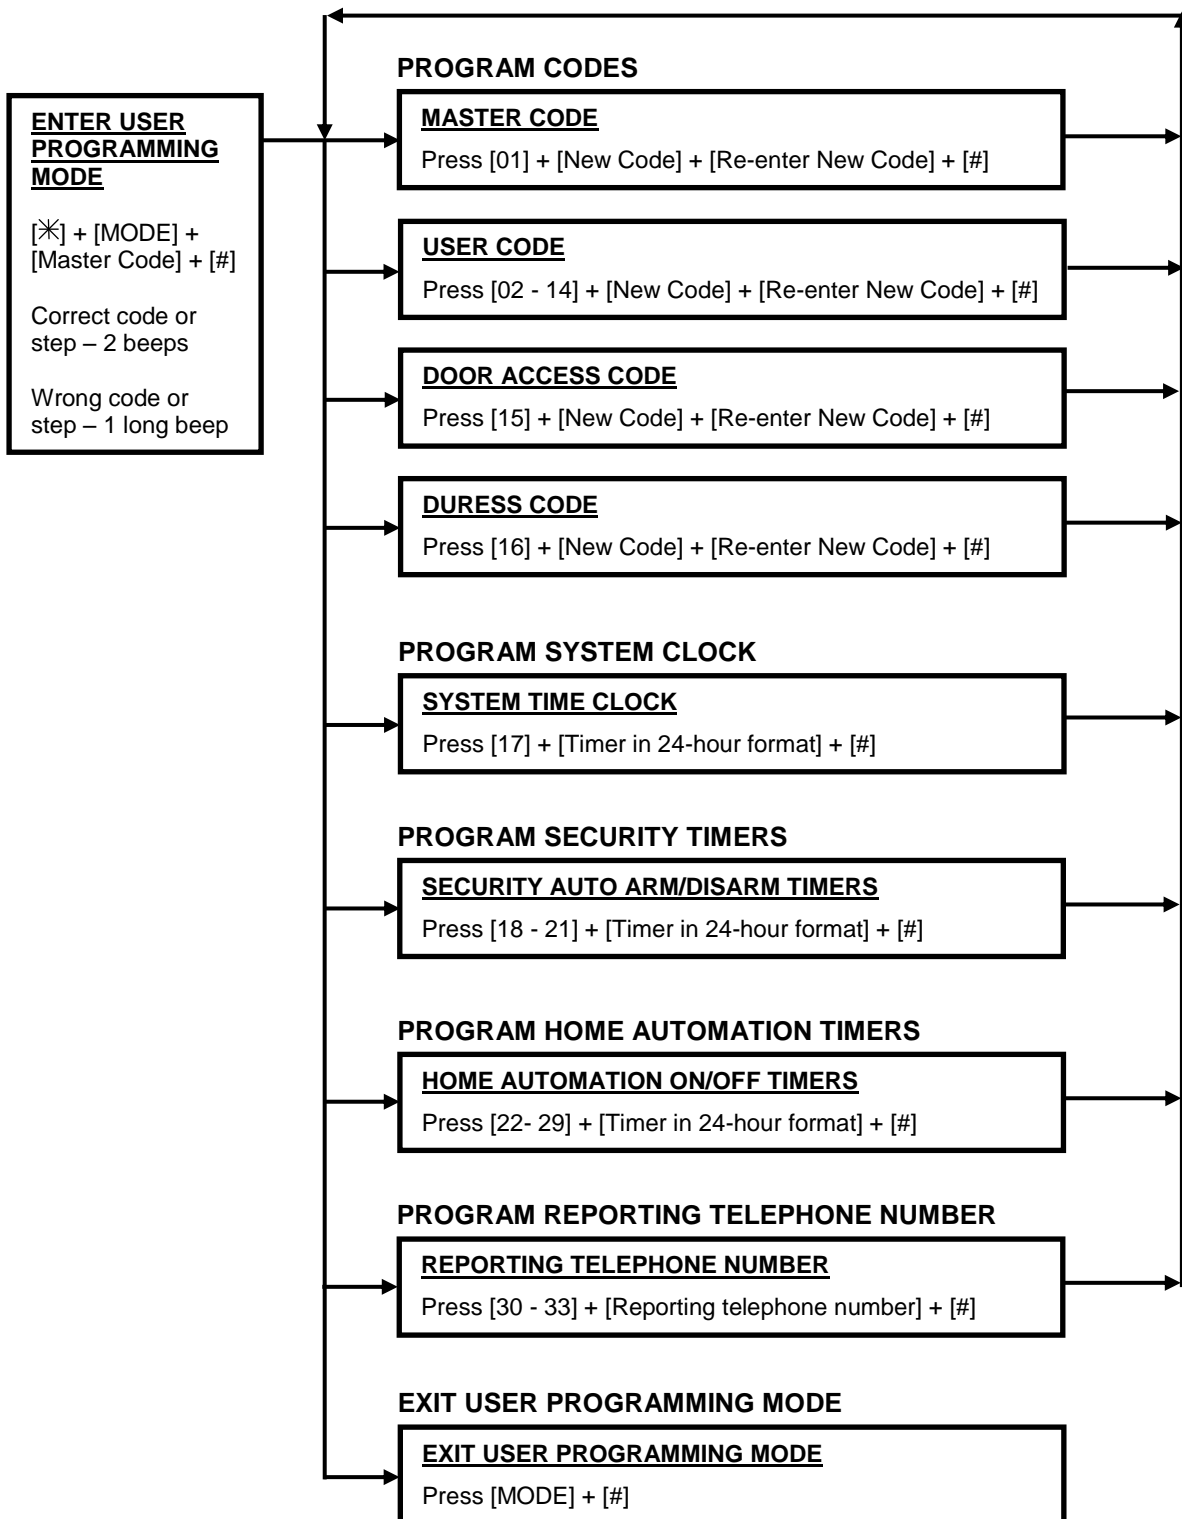 PROGRAM CODES
ENTER USER
PROGRAMMING
MODE
[✳] + [MODE] +
[Master Code] + [#]
Correct code or
step – 2 beeps
Wrong code or
step – 1 long beep
MASTER CODE
Press [01] + [New Code] + [Re-enter New Code] + [#]
USER CODE
Press [02 - 14] + [New Code] + [Re-enter New Code] + [#]
DOOR ACCESS CODE
Press [15] + [New Code] + [Re-enter New Code] + [#]
DURESS CODE
Press [16] + [New Code] + [Re-enter New Code] + [#]
PROGRAM SYSTEM CLOCK
SYSTEM TIME CLOCK
Press [17] + [Timer in 24-hour format] + [#]
PROGRAM SECURITY TIMERS
SECURITY AUTO ARM/DISARM TIMERS
Press [18 - 21] + [Timer in 24-hour format] + [#]
PROGRAM HOME AUTOMATION TIMERS
HOME AUTOMATION ON/OFF TIMERS
Press [22- 29] + [Timer in 24-hour format] + [#]
PROGRAM REPORTING TELEPHONE NUMBER
REPORTING TELEPHONE NUMBER
Press [30 - 33] + [Reporting telephone number] + [#]
EXIT USER PROGRAMMING MODE
EXIT USER PROGRAMMING MODE
Press [MODE] + [#]